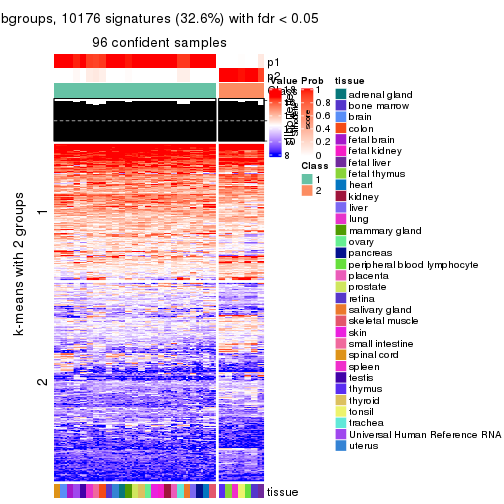 bgroups, 10176 signatures (32.6%) with fdr < 0.05
96 confident samples
p1
p2
Value
8
Prob
1
0.8
0.6
0.4
0.2
0
Class
1
2
score
k-means with 2 groups
1
2
tissue
tissue
adrenal gland
bone marrow
brain
colon
fetal brain
fetal kidney
fetal liver
fetal thymus
heart
kidney
liver
lung
mammary gland
ovary
pancreas
peripheral blood lymphocyte
placenta
prostate
retina
salivary gland
skeletal muscle
skin
small intestine
spinal cord
spleen
testis
thymus
thyroid
tonsil
trachea
Universal Human Reference RNA
uterus